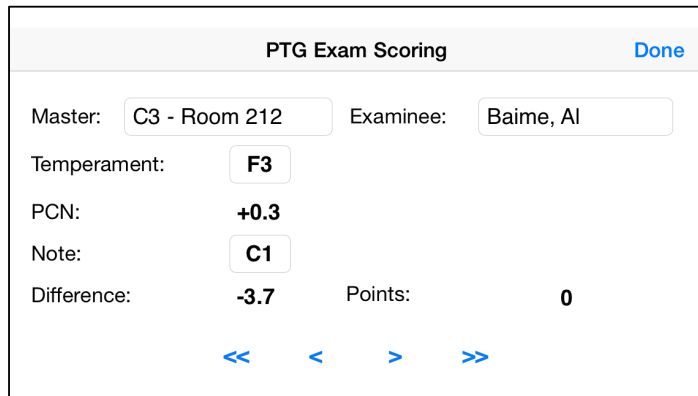 PTG Exam Scoring Done
Master: C3 - Room 212 Examinee: Baime, Al
Temperament: F3
PCN: +0.3
Note: C1
Difference: -3.7 Points: 0
<< < > >>